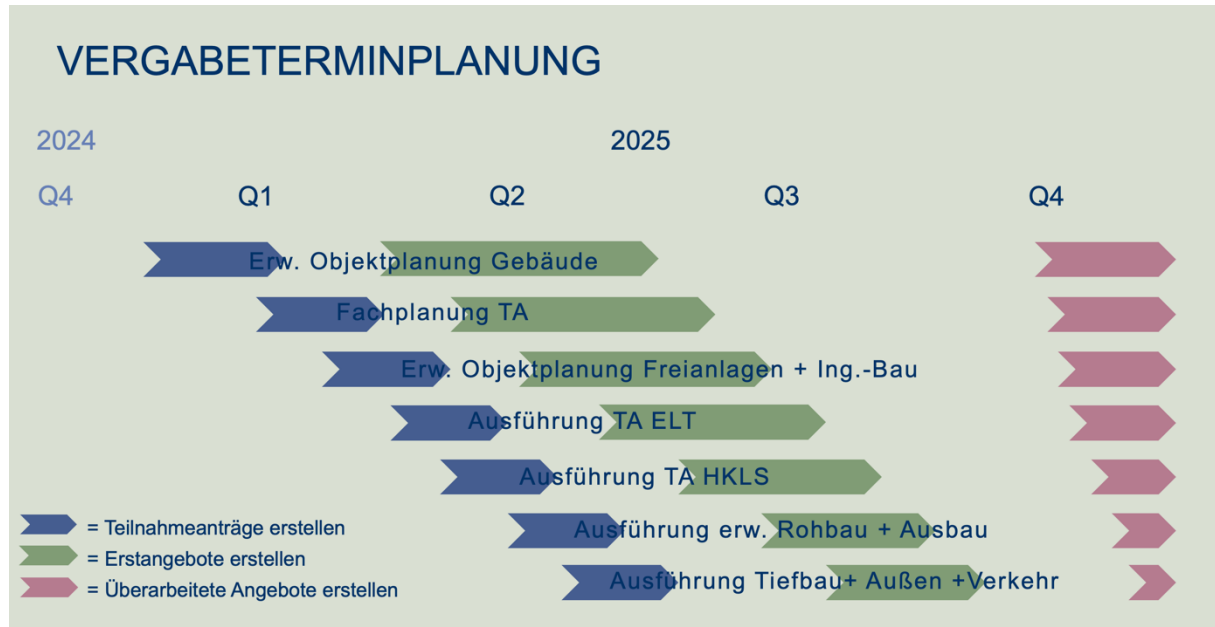 VERGABETERMINPLANUNG
2024 2025
Q4 Q1 Q2 Q3 Q4
Erw. Objektplanung Gebäude
Fachplanung TA
Erw. Objektplanung Freianlagen + Ing.-Bau
Ausführung TA ELT
Ausführung TA HKLS
Ausführung erw. Rohbau + Ausbau
Ausführung Tiefbau+ Außen +Verkehr
= Teilnahmeanträge erstellen
= Erstangebote erstellen
= Überarbeitete Angebote erstellen